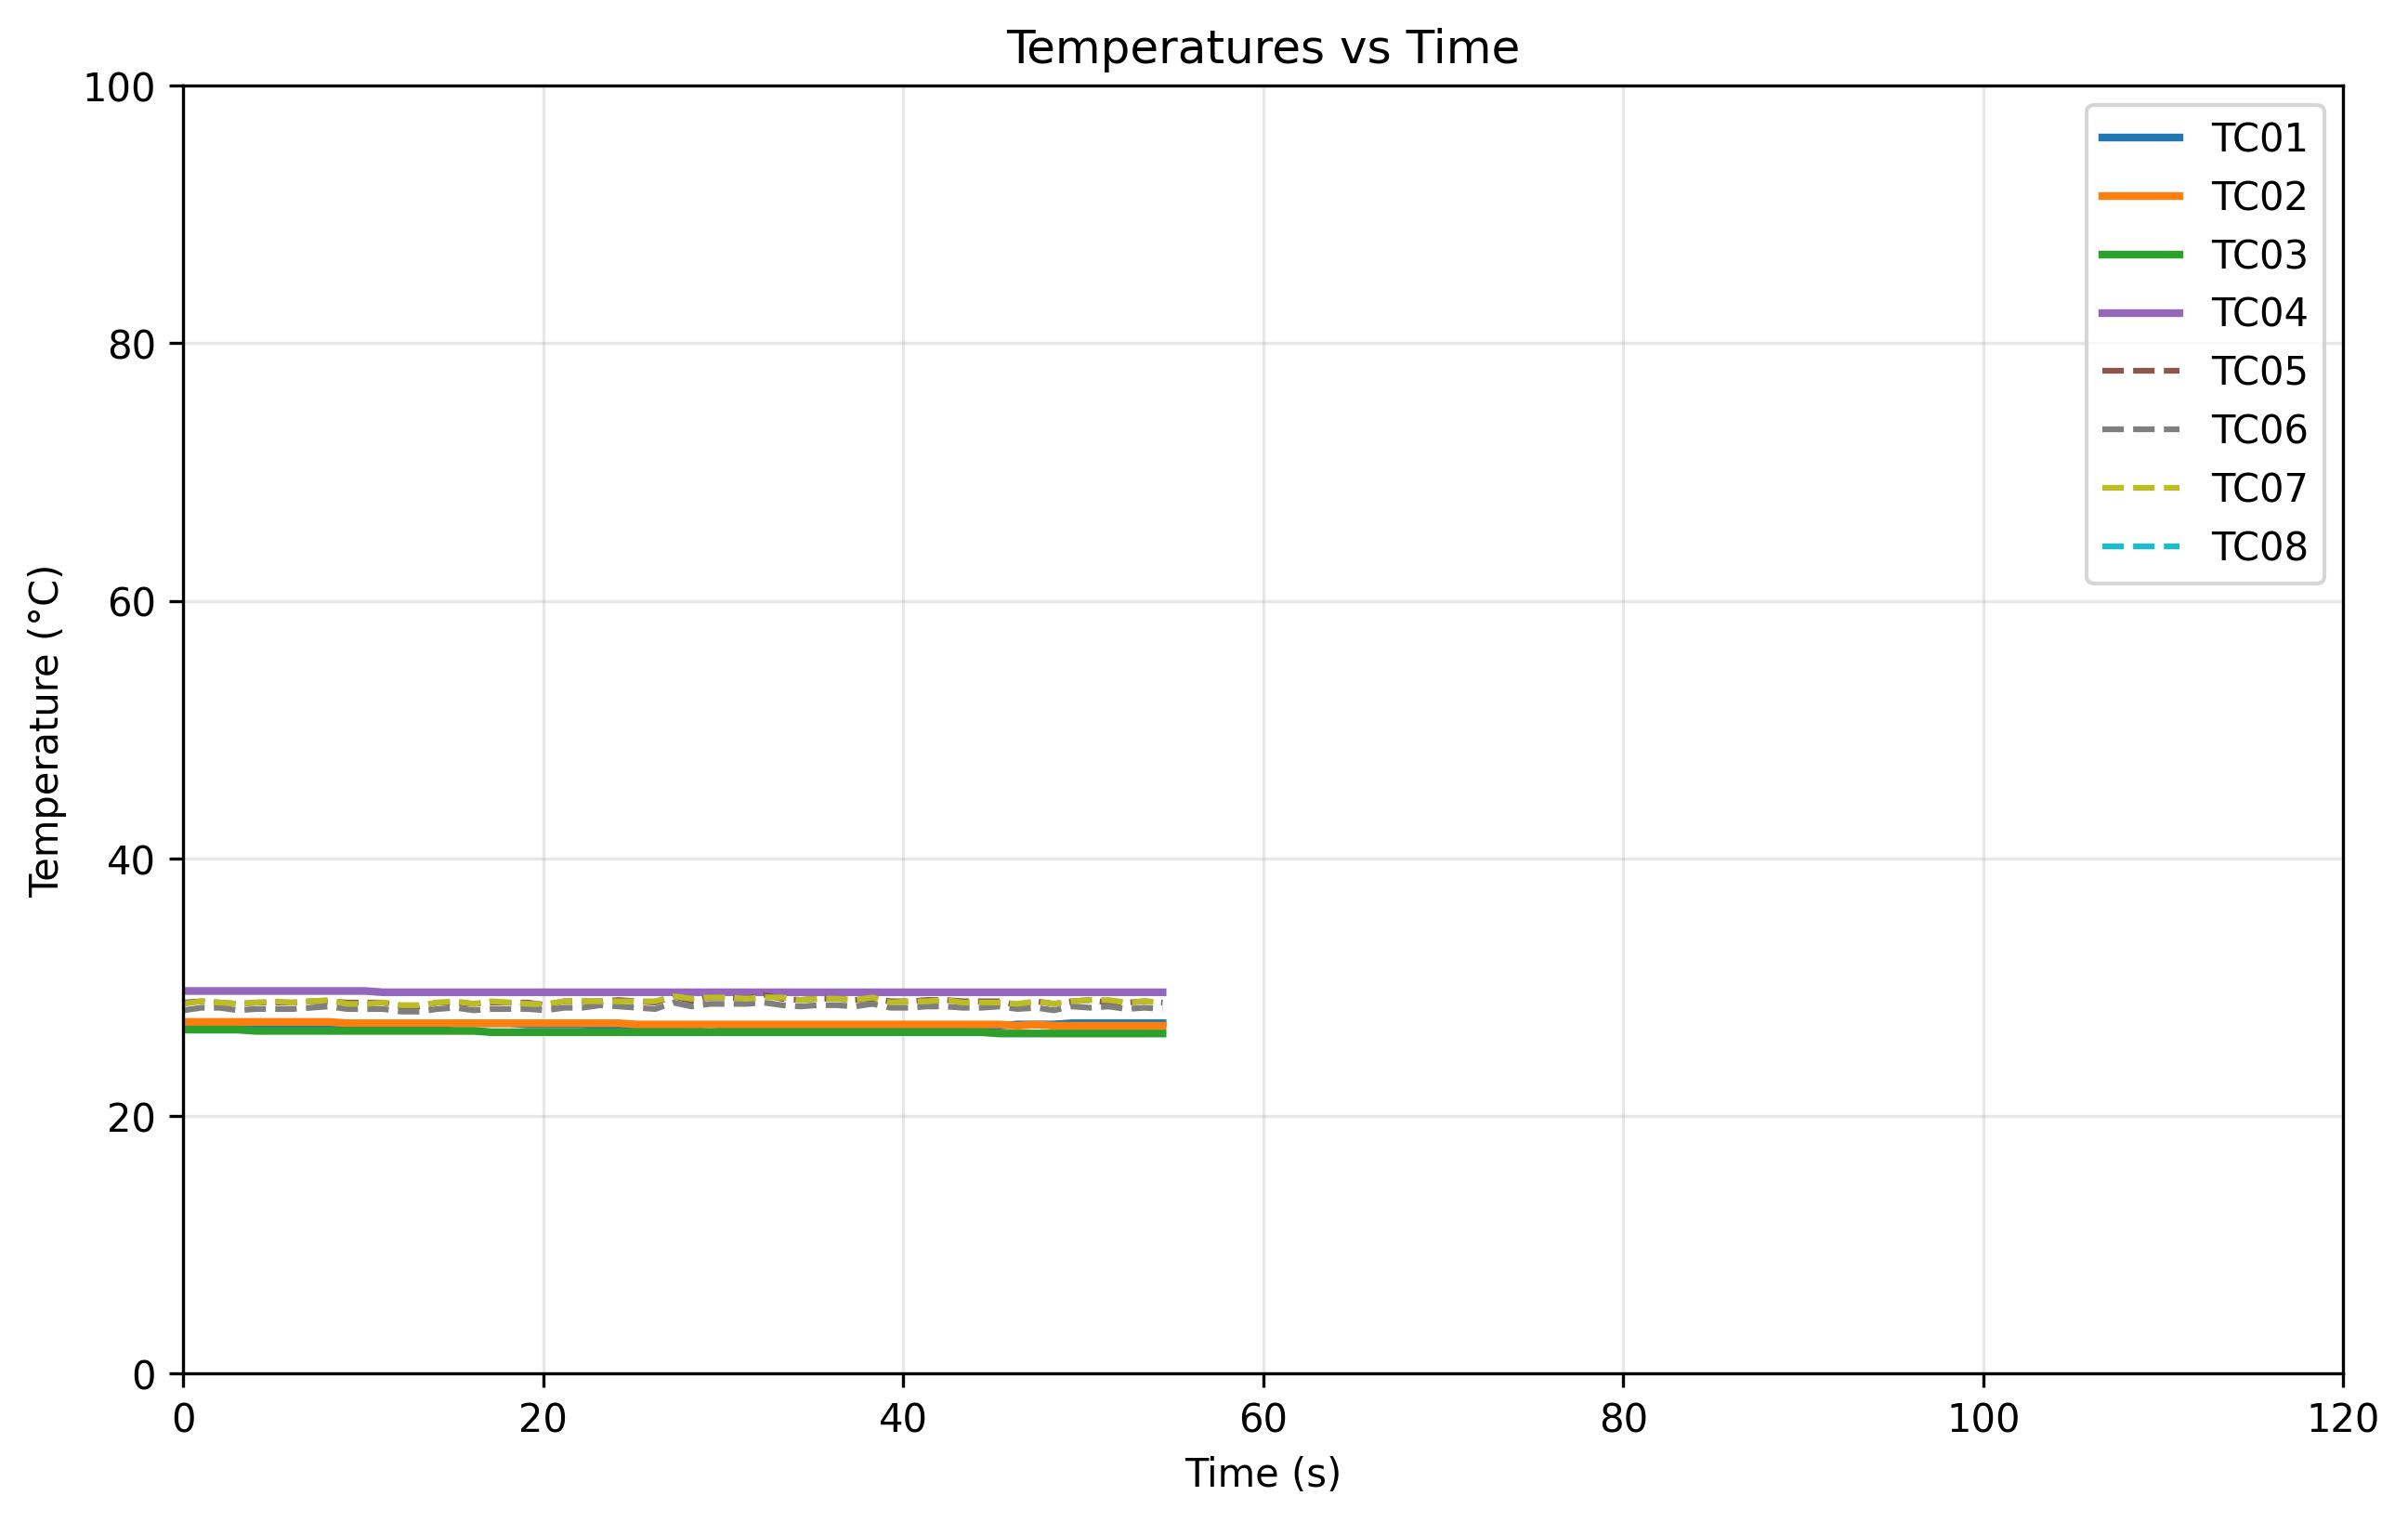 Temperatures vs Time
100
80
60
40
20
0
Temperature (°C)
0 20 40 60 80 100 120
Time (s)
TC01
TC02
TC03
TC04
TC05
TC06
TC07
TC08